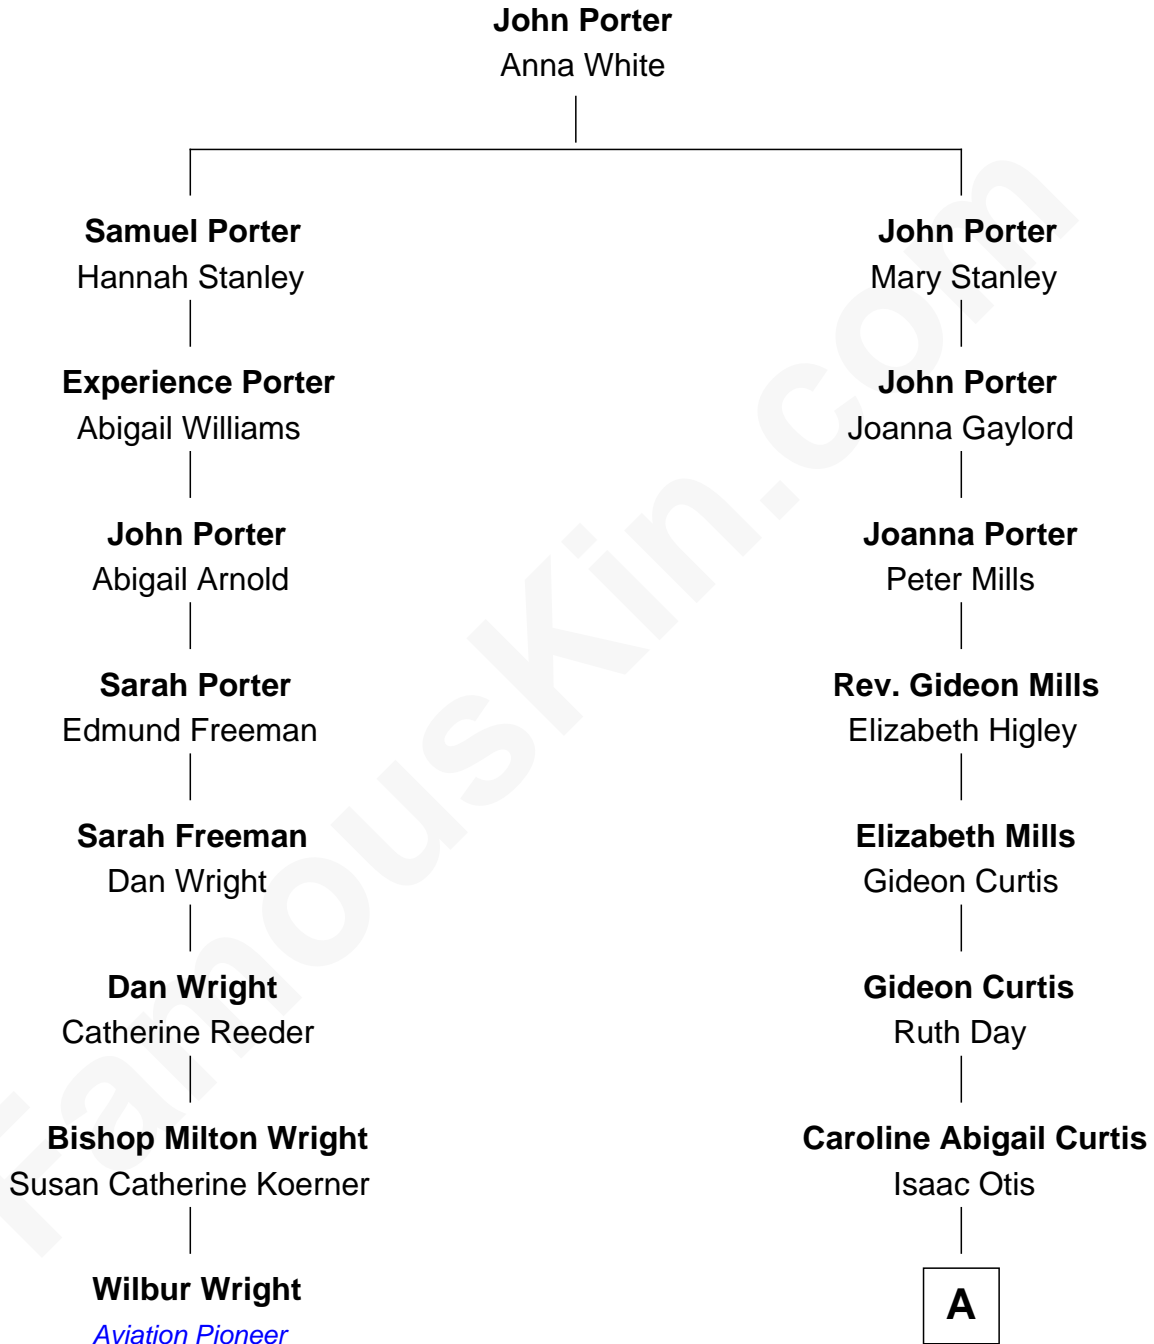 John Porter
Anna White
Samuel Porter
Hannah Stanley
John Porter
Mary Stanley
Experience Porter
Abigail Williams
John Porter
Joanna Gaylord
John Porter
Abigail Arnold
Joanna Porter
Peter Mills
Sarah Porter
Edmund Freeman
Rev. Gideon Mills
Elizabeth Higley
Sarah Freeman
Dan Wright
Elizabeth Mills
Gideon Curtis
Dan Wright
Catherine Reeder
Gideon Curtis
Ruth Day
Bishop Milton Wright
Susan Catherine Koerner
Caroline Abigail Curtis
Isaac Otis
Wilbur Wright
Aviation Pioneer
A
FamousKin.com